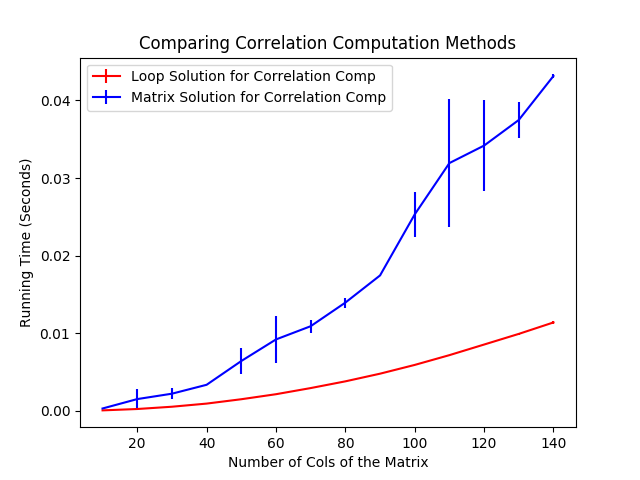 Comparing Correlation Computation Methods
Loop Solution for Correlation Comp
Matrix Solution for Correlation Comp
0.04
0.03
0.02
0.01
0.00
Running Time (Seconds)
20 40 60 80 100 120 140
Number of Cols of the Matrix